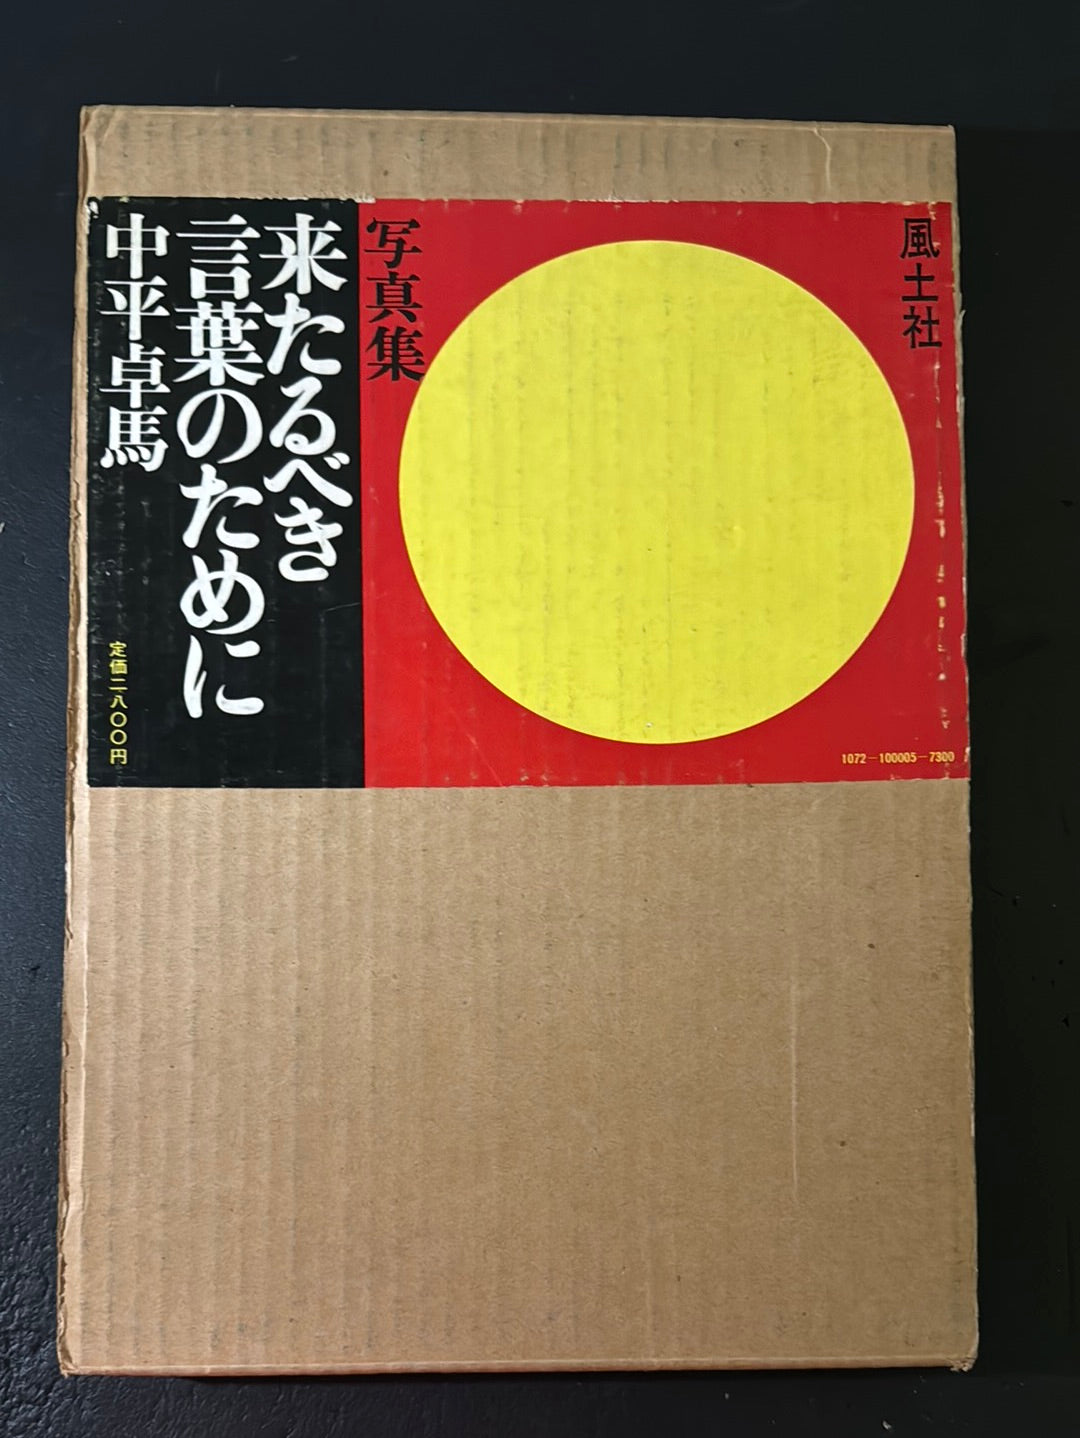 風土社
写真集
来たるべき
言葉のために
中平卓馬
定価二八〇〇円
1072－100005－7300